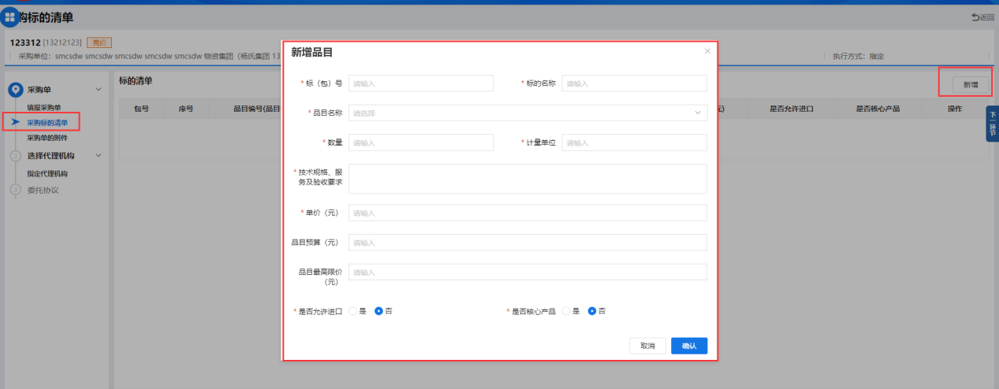 购标的清单
返回
123312 [13212123] 竞价
采购单位：smcsdw smcsdw smcsdw smcsdw smcsdw 物资集团（杨氏集团 13
执行方式：指定
采购单
填报采购单
采购标的清单
采购单的附件
2 选择代理机构
指定代理机构
3 委托协议
标的清单
新增
包号 序号 品目编号(品目 元) 是否允许进口 是否核心产品 操作
下一环节
新增品目 ×
* 标（包）号 请输入 * 标的名称 请输入
* 品目名称 请选择
* 数量 请输入 * 计量单位 请输入
* 技术规格、服
务及验收要求
* 单价（元） 请输入
品目预算（元） 请输入
品目最高限价 请输入
（元）
* 是否允许进口 是 否 * 是否核心产品 是 否
取消 确认